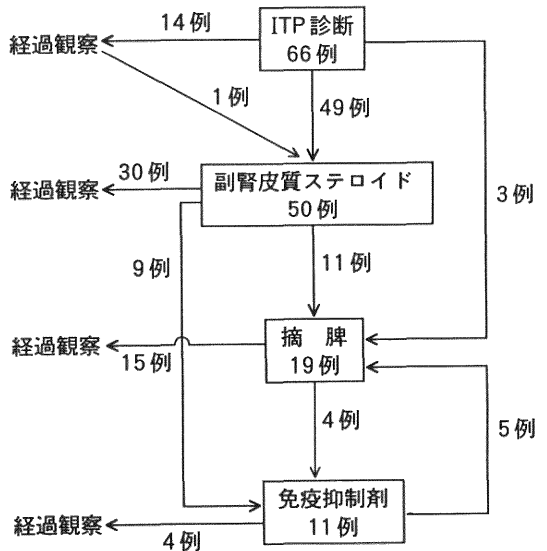 14例
ITP診断
66例
経過観察
1例
49例
30例
副腎皮質ステロイド
50例
経過観察
3例
9例
11例
摘脾
19例
経過観察
15例
4例
5例
免疫抑制剤
11例
経過観察
4例